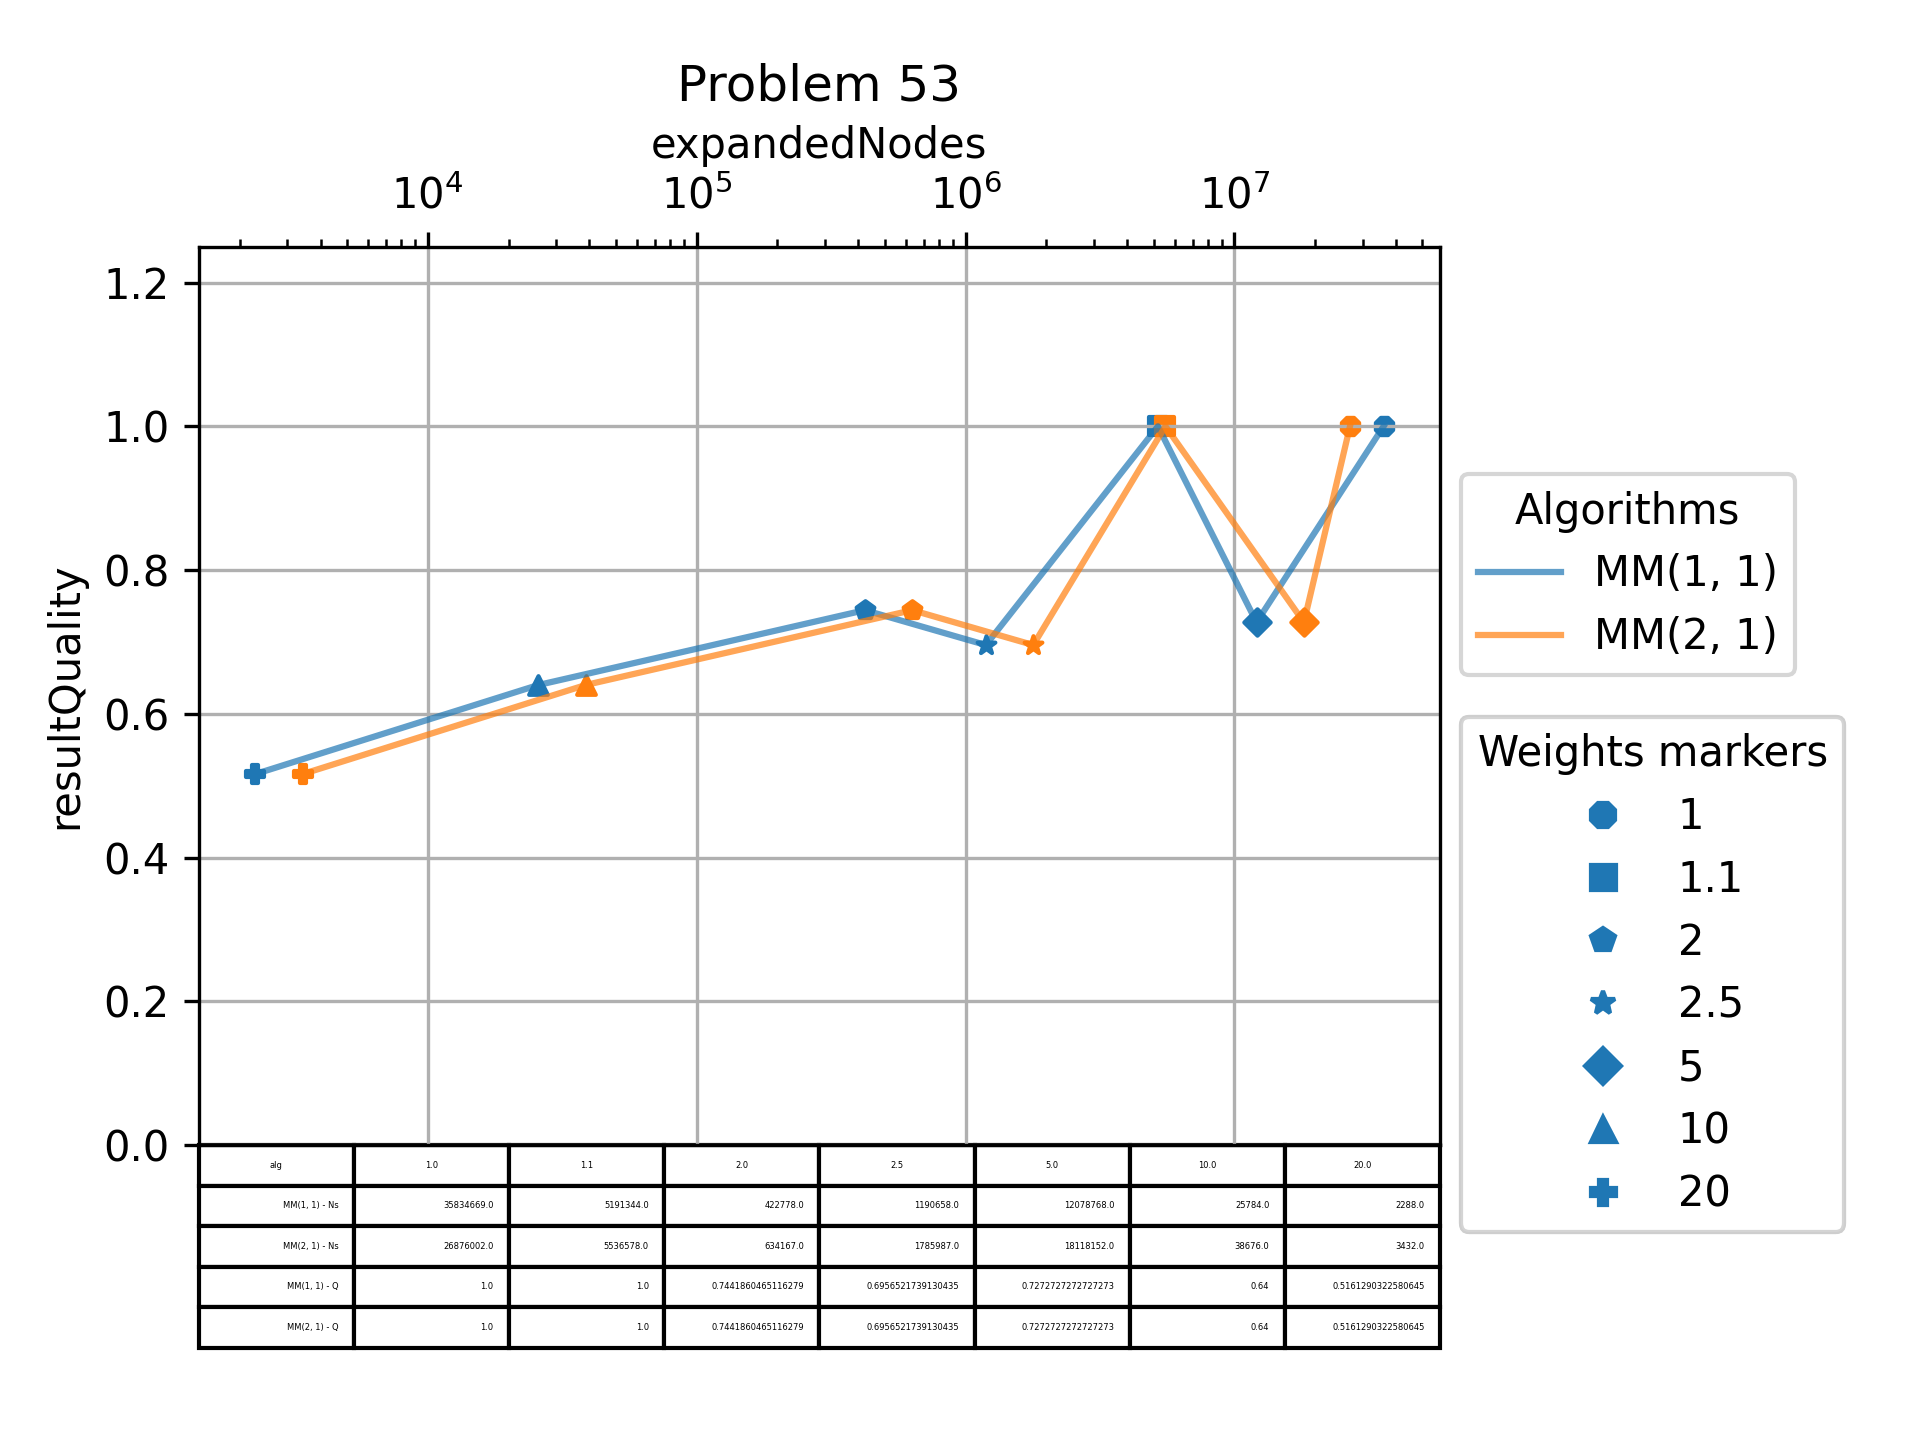 Problem 53
expandedNodes
10^4 10^5 10^6 10^7
resultQuality
1.2
1.0
0.8
0.6
0.4
0.2
0.0
Algorithms
MM(1, 1)
MM(2, 1)
Weights markers
1
1.1
2
2.5
5
10
20
alg 1.0 1.1 2.0 2.5 5.0 10.0 20.0
MM(1, 1) - Ns 35834669.0 5191344.0 422778.0 1190658.0 12078768.0 25784.0 2288.0
MM(2, 1) - Ns 26876002.0 5536578.0 634167.0 1785987.0 18118152.0 38676.0 3432.0
MM(1, 1) - Q 1.0 1.0 0.7441860465116279 0.6956521739130435 0.7272727272727273 0.64 0.5161290322580645
MM(2, 1) - Q 1.0 1.0 0.7441860465116279 0.6956521739130435 0.7272727272727273 0.64 0.5161290322580645